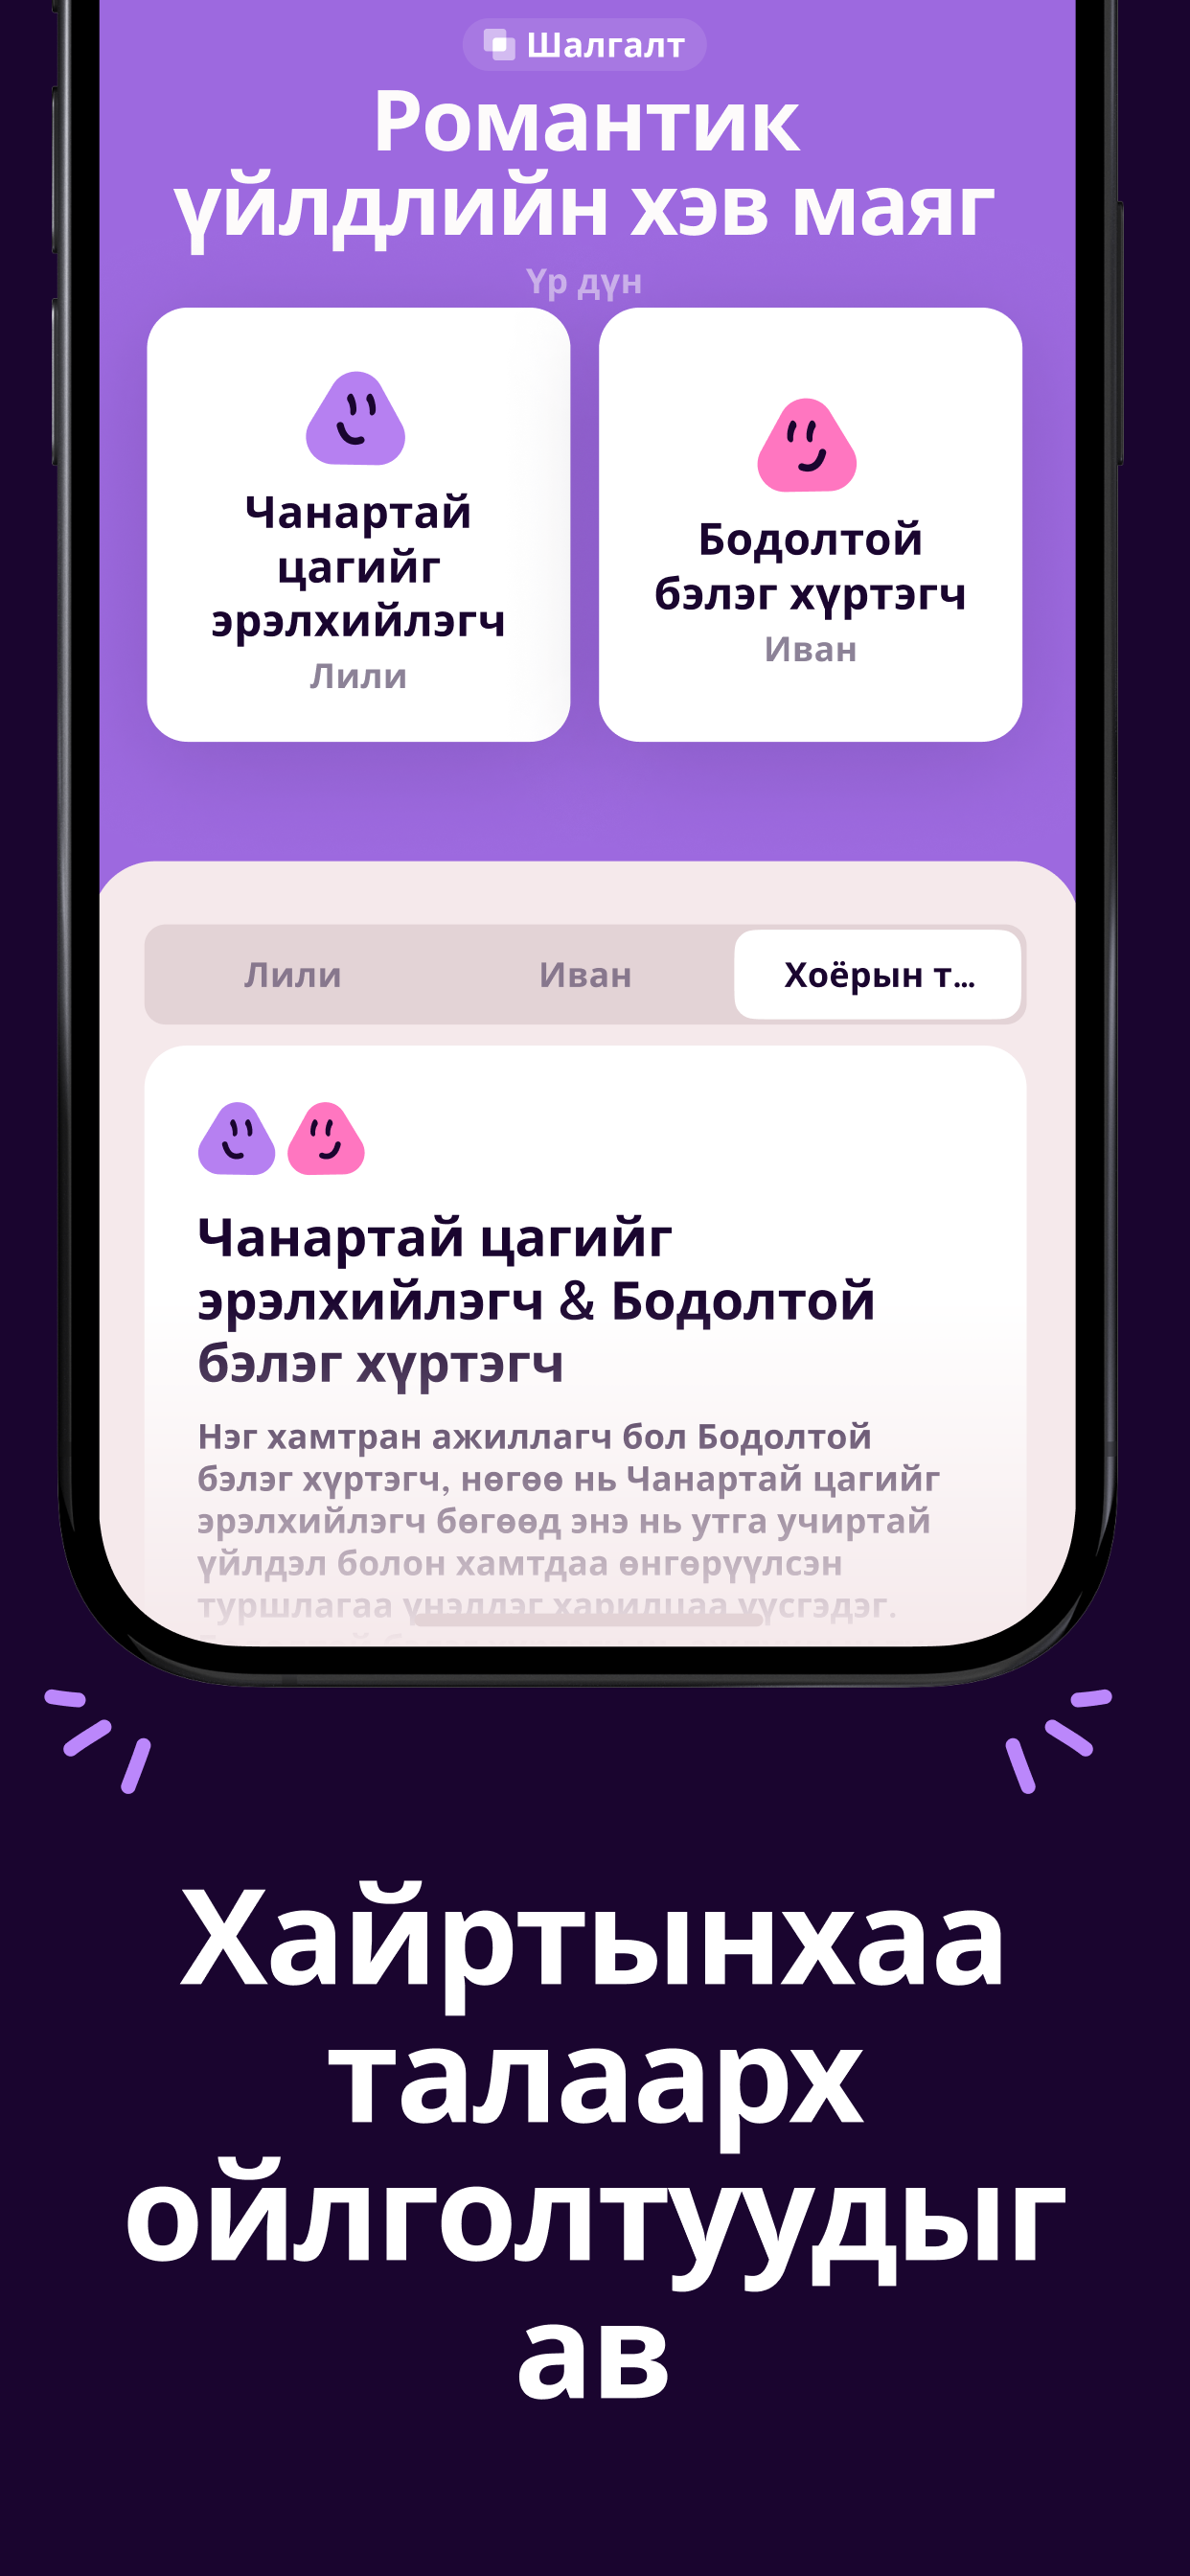 Шалгалт
Романтик
үйлдлийн хэв маяг
Үр дүн
Чанартай
цагийг
эрэлхийлэгч
Лили
Бодолтой
бэлэг хүртэгч
Иван
Лили
Иван
Хоёрын т...
Чанартай цагийг
эрэлхийлэгч & Бодолтой
бэлэг хүртэгч
Нэг хамтран ажиллагч бол Бодолтой
бэлэг хүртэгч, нөгөө нь Чанартай цагийг
эрэлхийлэгч бөгөөд энэ нь утга учиртай
үйлдэл болон хамтдаа өнгөрүүлсэн
туршлагаа үнэлдэг харилцаа үүсгэдэг.
Хайртынхаа
талаарх
ойлголтуудыг
ав